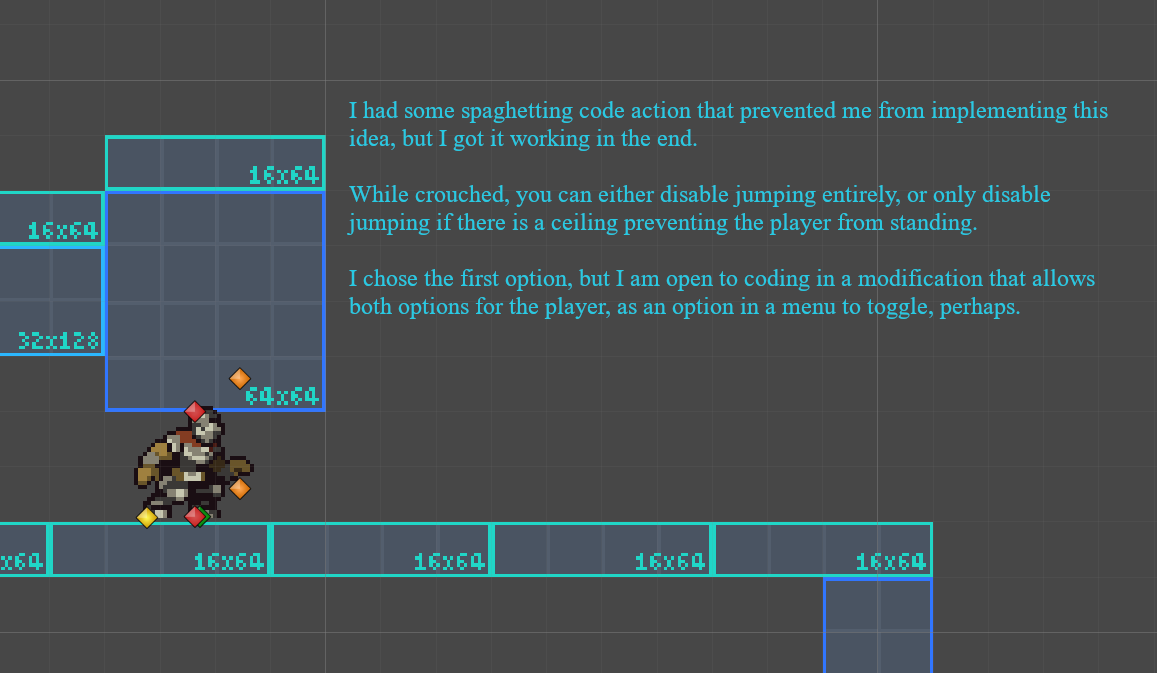 I had some spaghetting code action that prevented me from implementing this
idea, but I got it working in the end.
While crouched, you can either disable jumping entirely, or only disable
jumping if there is a ceiling preventing the player from standing.
I chose the first option, but I am open to coding in a modification that allows
both options for the player, as an option in a menu to toggle, perhaps.
16x64
16x64
32x128
64x64
x64
16x64
16x64
16x64
16x64